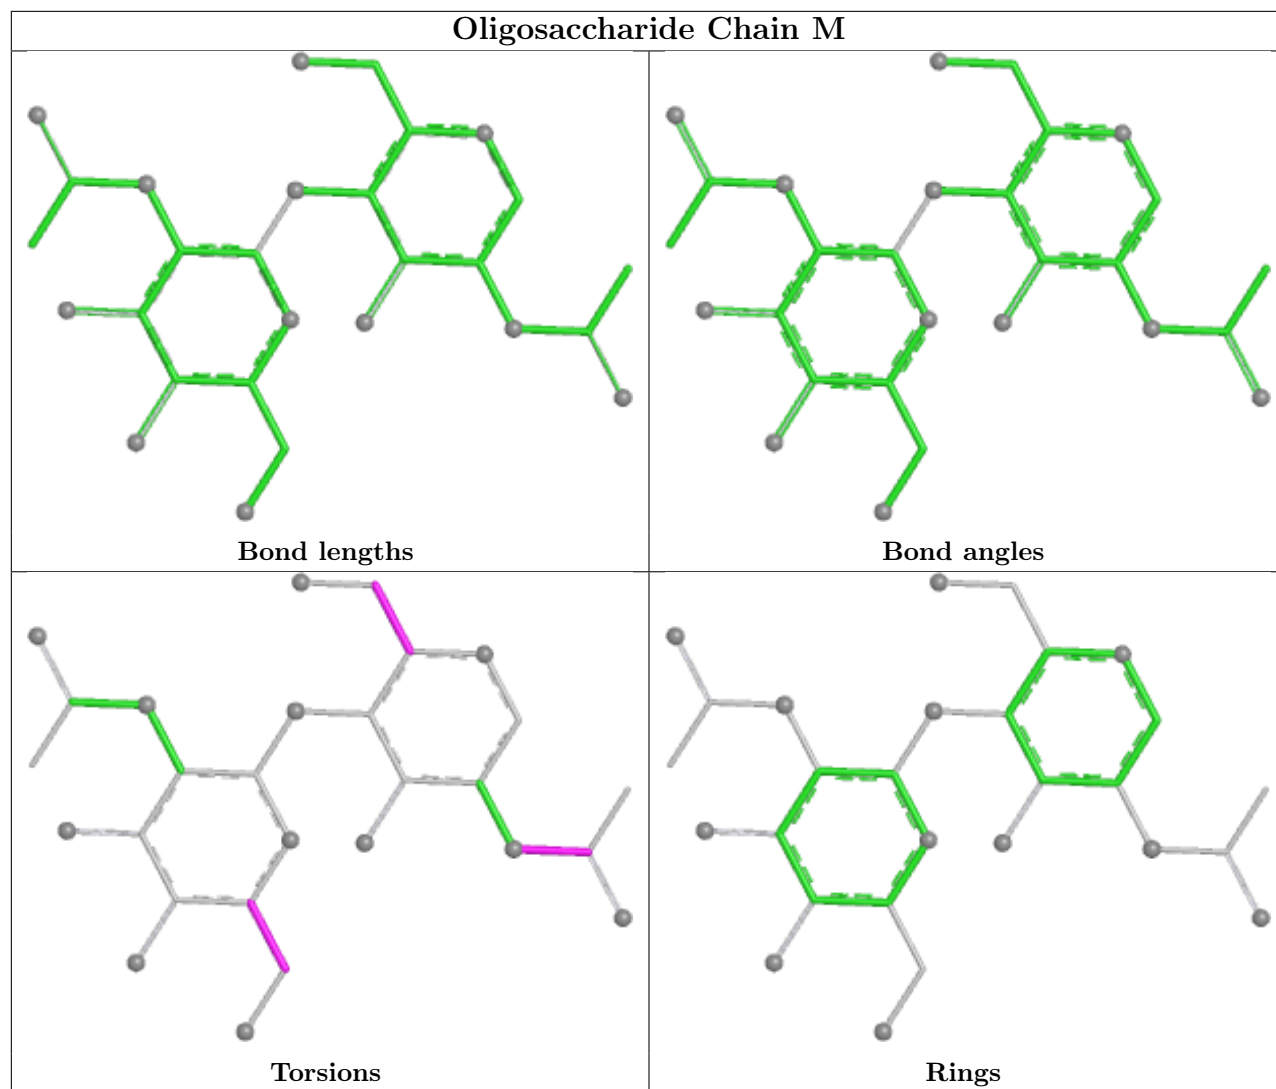 Oligosaccharide Chain M
Bond lengths
Bond angles
Torsions
Rings